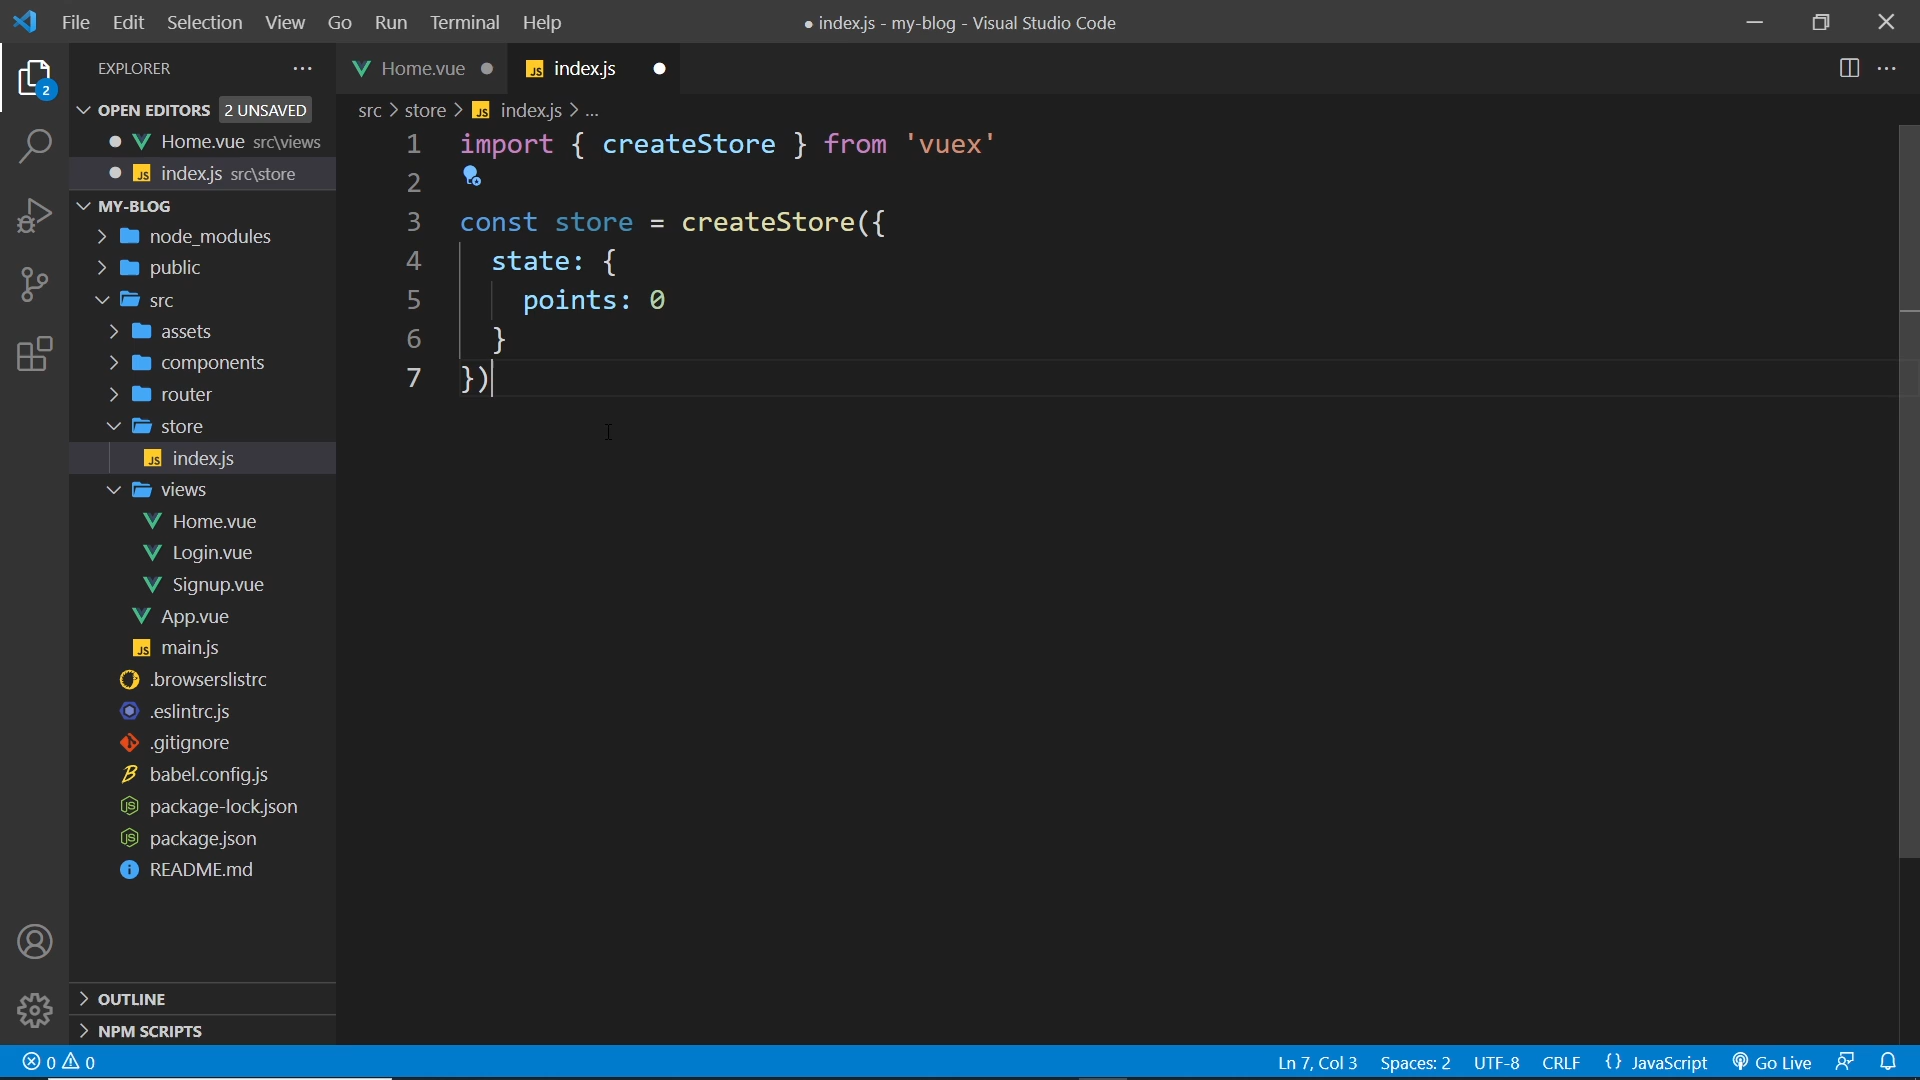 File Edit Selection View Go Run Terminal Help
● index.js - my-blog - Visual Studio Code
EXPLORER
OPEN EDITORS 2 UNSAVED
Home.vue src\views
index.js src\store
MY-BLOG
node_modules
public
src
assets
components
router
store
index.js
views
Home.vue
Login.vue
Signup.vue
App.vue
main.js
.browserslistrc
.eslintrc.js
.gitignore
babel.config.js
package-lock.json
package.json
README.md
OUTLINE
NPM SCRIPTS
2
Home.vue
JS index.js
src > store > JS index.js > ...
1 import { createStore } from 'vuex'
2
3 const store = createStore({
4 state: {
5 points: 0
6 }
7 })
0 0
Ln 7, Col 3 Spaces: 2 UTF-8 CRLF {} JavaScript Go Live